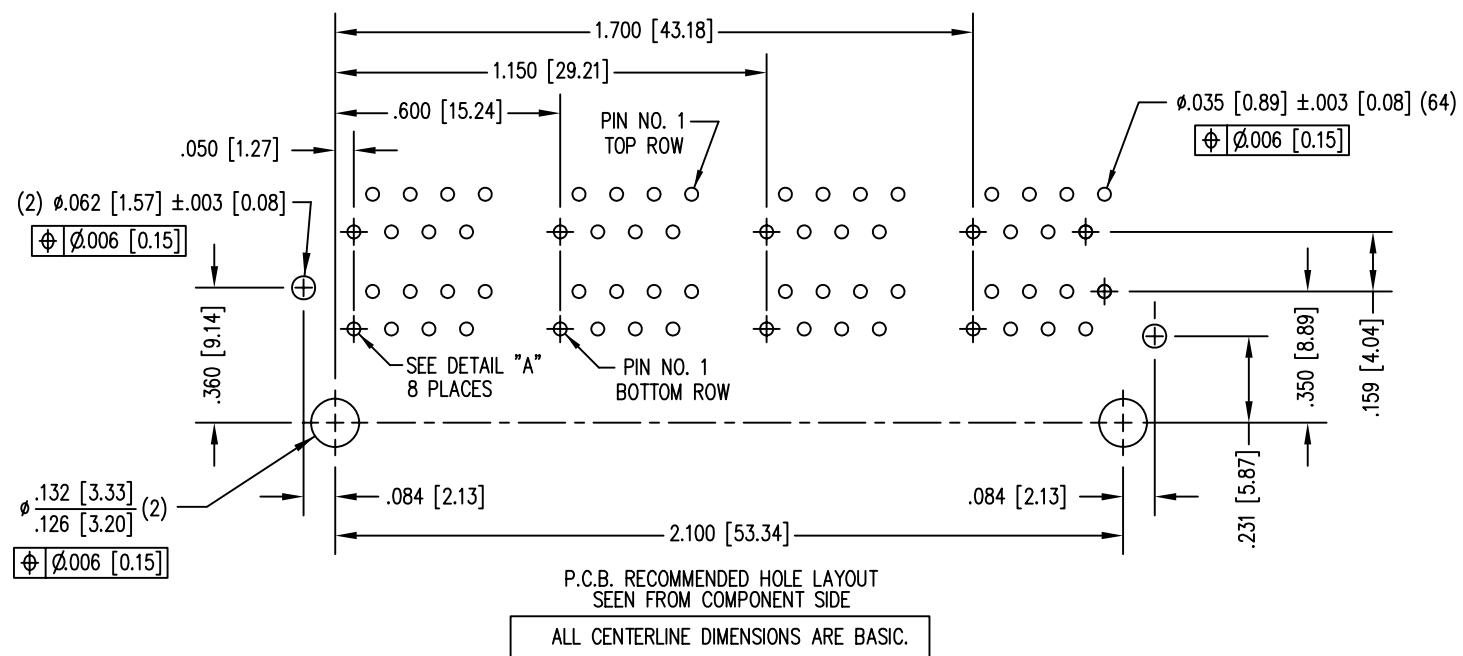 1.700 [43.18]
1.150 [29.21]
.600 [15.24]
PIN NO. 1
TOP ROW
⌀.035 [0.89] ±.003 [0.08] (64)
⌖ ⌀.006 [0.15]
.050 [1.27]
(2) ⌀.062 [1.57] ±.003 [0.08]
⌖ ⌀.006 [0.15]
.360 [9.14]
SEE DETAIL "A"
8 PLACES
PIN NO. 1
BOTTOM ROW
.350 [8.89]
.159 [4.04]
.231 [5.87]
⌀ .132 [3.33]
.126 [3.20] (2)
⌖ ⌀.006 [0.15]
.084 [2.13]
.084 [2.13]
2.100 [53.34]
P.C.B. RECOMMENDED HOLE LAYOUT
SEEN FROM COMPONENT SIDE
ALL CENTERLINE DIMENSIONS ARE BASIC.